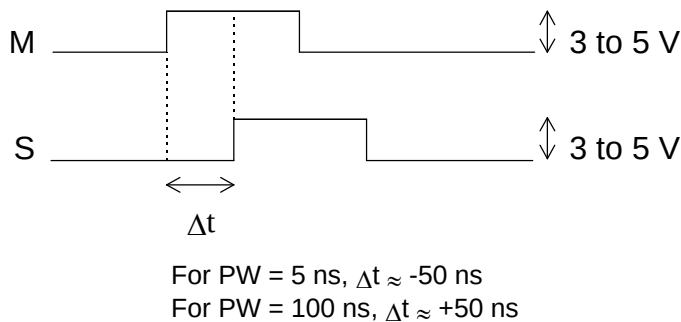 M 3 to 5 V
S 3 to 5 V
Δt
For PW = 5 ns, Δt ≈ -50 ns
For PW = 100 ns, Δt ≈ +50 ns